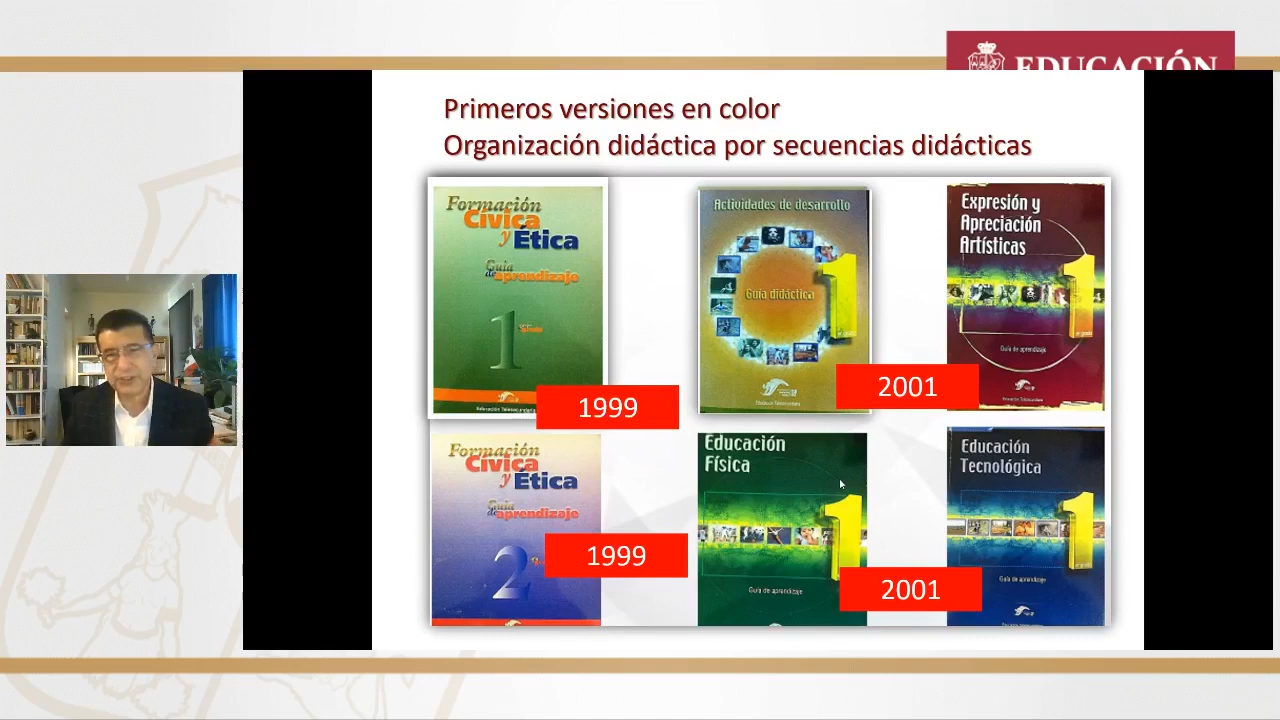 EDUCACIÓN
Primeros versiones en color
Organización didáctica por secuencias didácticas
Formación
Cívica
y Ética
Guía
de aprendizaje
1
1999
Actividades de desarrollo
Guía didáctica
1
2001
Expresión y
Apreciación
Artísticas
1
Guía de aprendizaje
Educación Telesecundaria
Formación
Cívica
y Ética
Guía
de aprendizaje
2
1999
Educación
Física
1
Guía de aprendizaje
2001
Educación
Tecnológica
1
Guía de aprendizaje